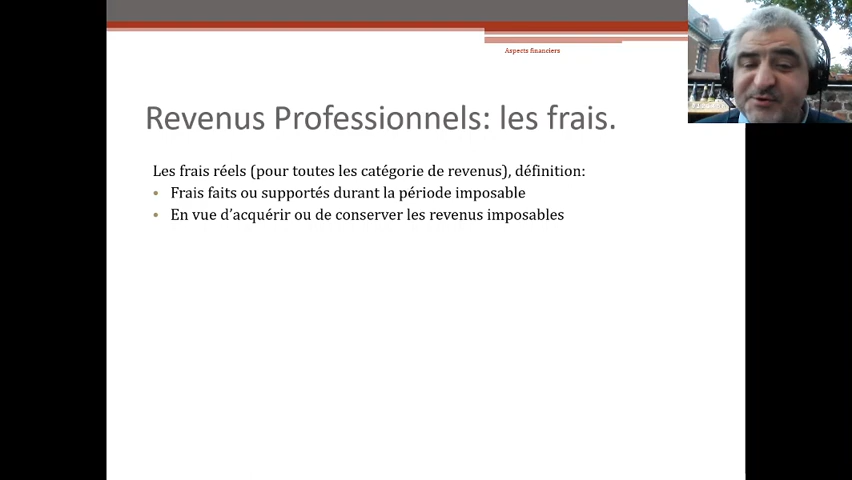 Aspects financiers
Revenus Professionnels: les frais.
Les frais réels (pour toutes les catégorie de revenus), définition:
• Frais faits ou supportés durant la période imposable
• En vue d’acquérir ou de conserver les revenus imposables